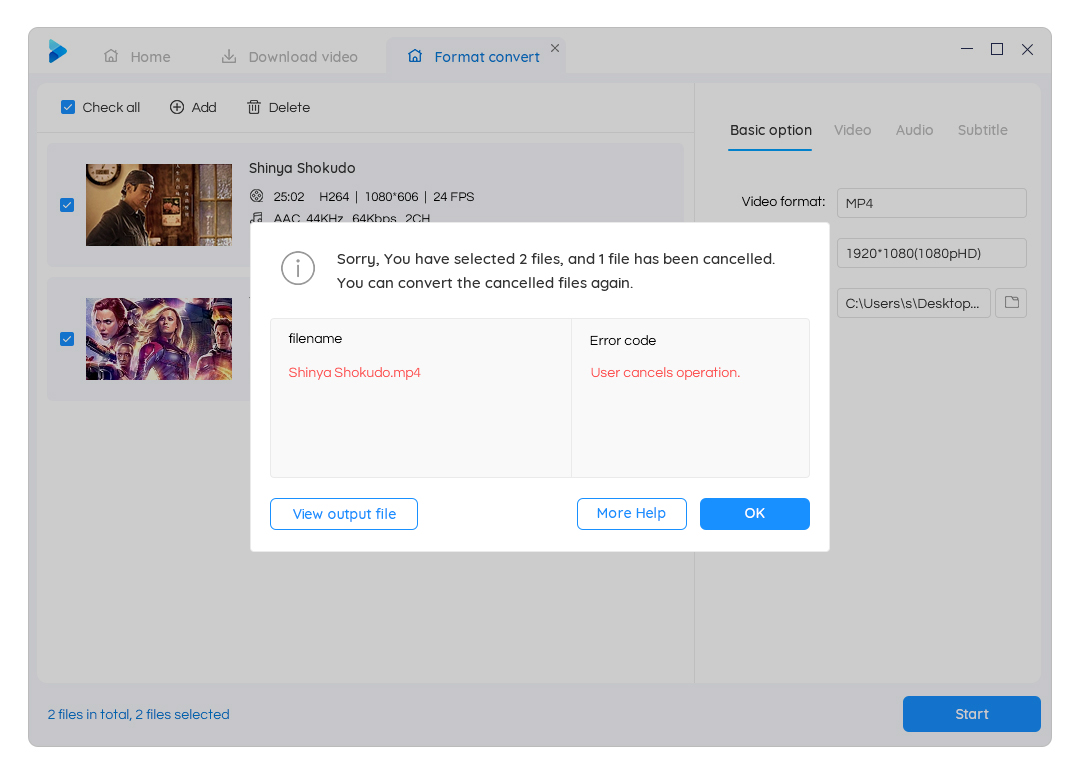 Home
Download video
Format convert
Check all
Add
Delete
Basic option
Video
Audio
Subtitle
Shinya Shokudo
25:02 H264 | 1080*606 | 24 FPS
AAC 44KHz 64Kbps 2CH
Video format:
MP4
1920*1080(1080pHD)
C:\Users\s\Desktop...
Sorry, You have selected 2 files, and 1 file has been cancelled.
You can convert the cancelled files again.
filename
Error code
Shinya Shokudo.mp4
User cancels operation.
View output file
More Help
OK
2 files in total, 2 files selected
Start